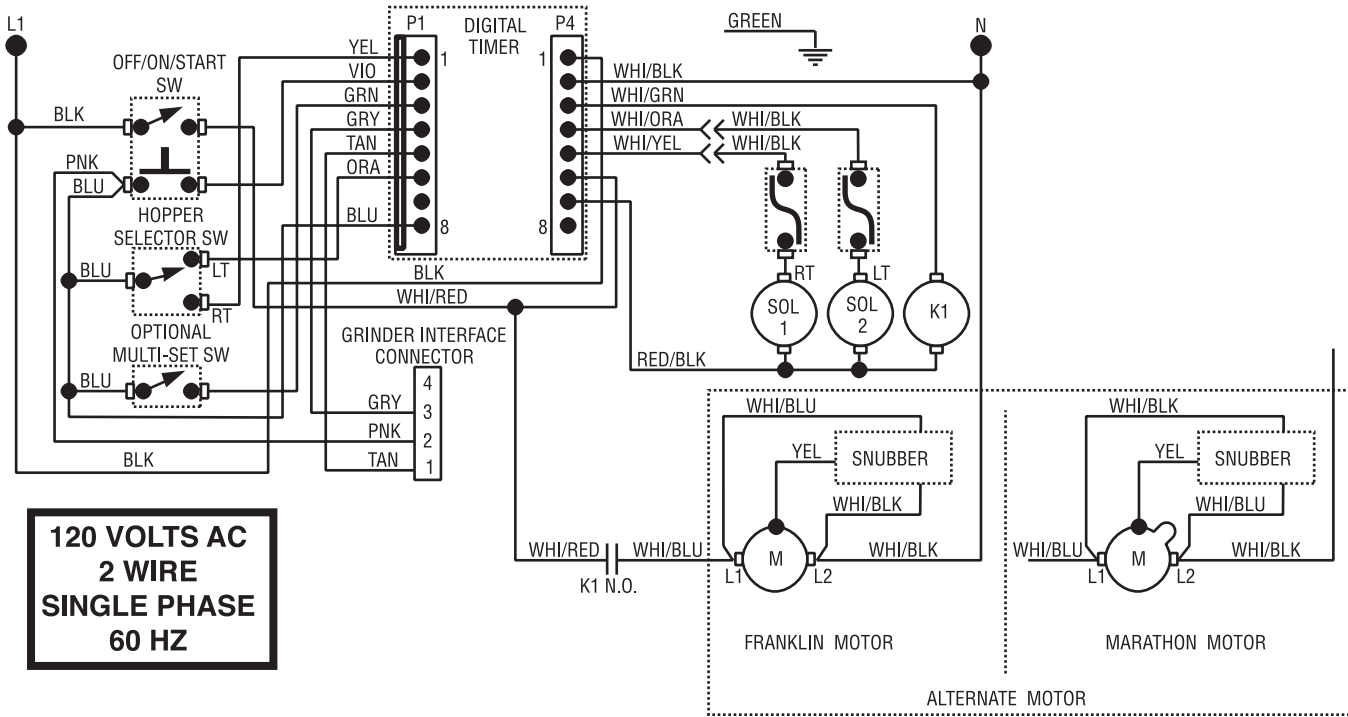 L1
OFF/ON/START
SW
BLK
PNK
BLU
HOPPER
SELECTOR SW
BLU
LT
RT
OPTIONAL
MULTI-SET SW
BLU
BLK
P1
DIGITAL
TIMER
P4
YEL
VIO
GRN
GRY
TAN
ORA
BLU
1
8
1
8
BLK
WHI/RED
GRINDER INTERFACE
CONNECTOR
4
3
2
1
GRY
PNK
TAN
GREEN
N
WHI/BLK
WHI/GRN
WHI/ORA
WHI/BLK
WHI/YEL
WHI/BLK
RT
LT
SOL
1
SOL
2
K1
RED/BLK
WHI/BLU
YEL
SNUBBER
WHI/BLK
WHI/RED
WHI/BLU
K1 N.O.
L1
M
L2
WHI/BLK
FRANKLIN MOTOR
WHI/BLK
YEL
SNUBBER
WHI/BLU
WHI/BLU
L1
M
L2
WHI/BLK
MARATHON MOTOR
ALTERNATE MOTOR
120 VOLTS AC
2 WIRE
SINGLE PHASE
60 HZ